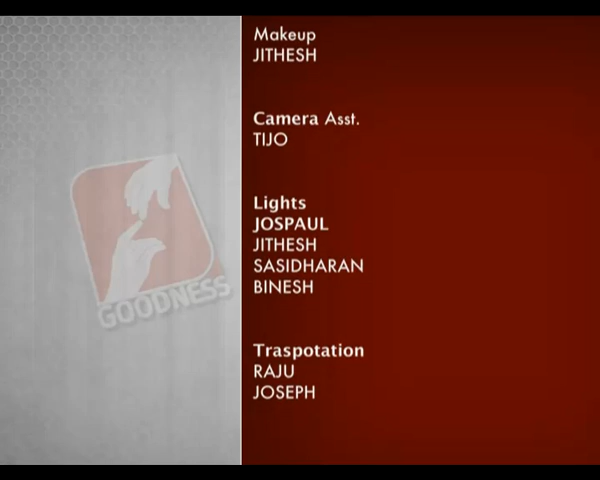 Makeup
JITHESH
Camera Asst.
TIJO
Lights
JOSPAUL
JITHESH
SASIDHARAN
BINESH
Traspotation
RAJU
JOSEPH
GOODNESS